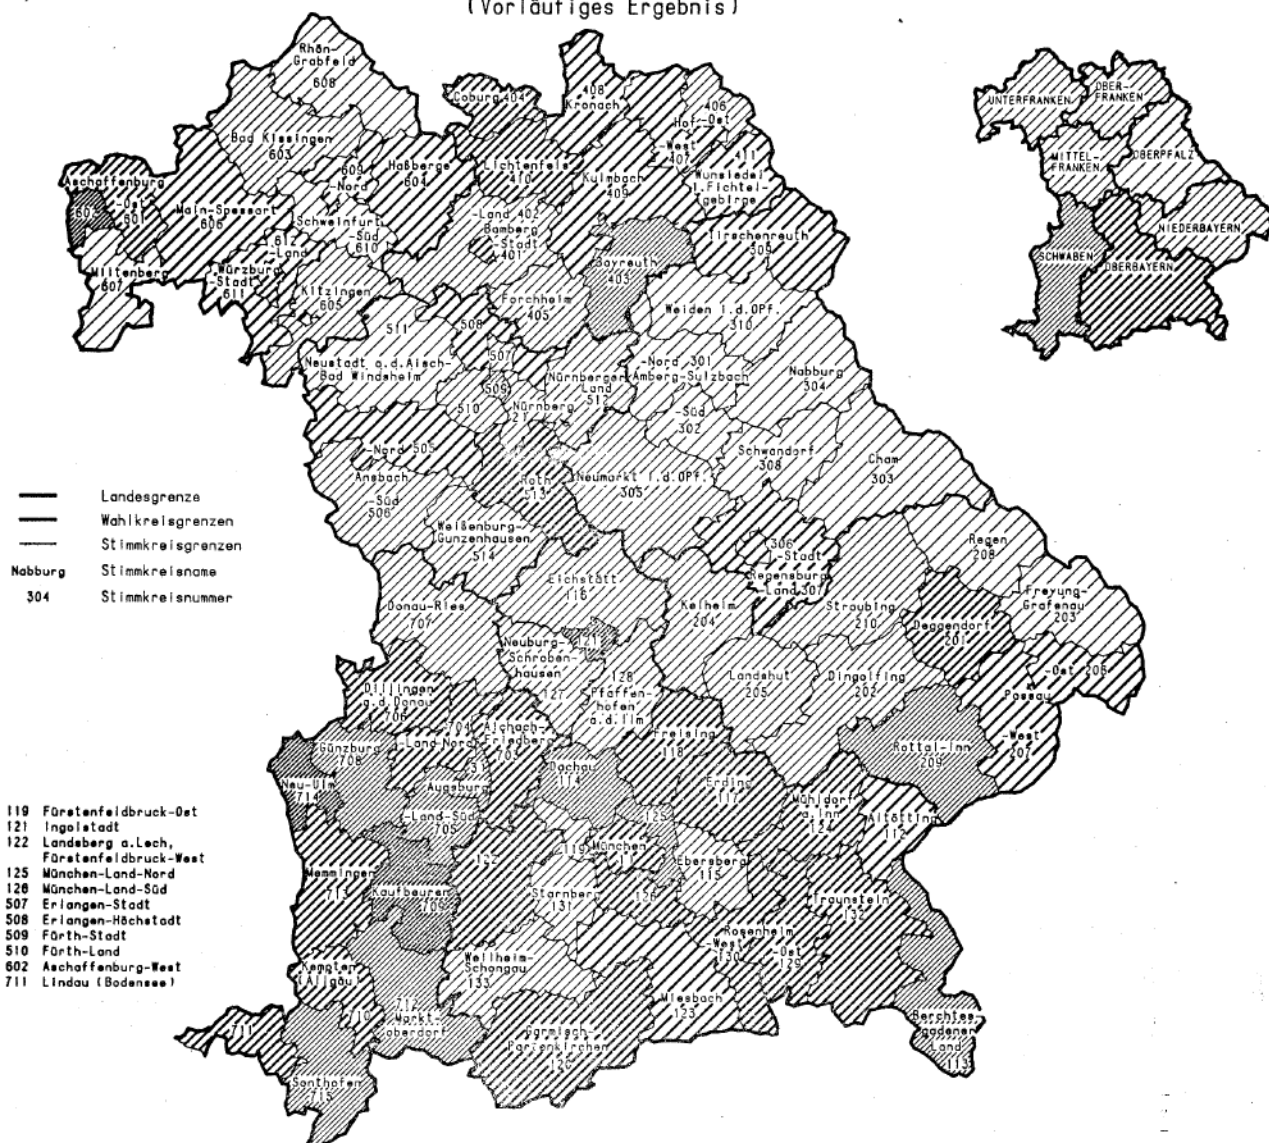 (Vorläufiges Ergebnis)
Rhön-
Grabfeld
608
Coburg 404
408
Kronach
406
Hof-Ost
-West
407
411
Wunsiedel
i.Fichtel-
gebirge
Bad Kissingen
603
609
-Nord
Haßberge
604
Lichtenfels
410
Kulmbach
409
Aschaffenburg
-Ost
601
602
Main-Spessart
606
Schweinfurt
-Süd
610
-Land 402
Bamberg
-Stadt
401
Tirschenreuth
309
Bayreuth
403
612
-Land
Würzburg
-Stadt
611
Miltenberg
607
Kitzingen
605
Forchheim
405
Weiden i.d.OPf.
310
511
508
Neustadt a.d.Aisch-
Bad Windsheim
507
509
510
Nürnberg
21
Nürnberger
Land
512
-Nord 301
Amberg-Sulzbach
-Süd
302
Nabburg
304
-Nord 505
Ansbach
-Süd
506
Roth
513
Neumarkt i.d.OPf.
305
Schwandorf
308
Cham
303
Weißenburg-
Gunzenhausen
514
306
-Stadt
Regensburg
-Land 307
Regen
208
Eichstätt
116
Kelheim
204
Straubing
210
Deggendorf
201
Freyung-
Grafenau
203
Donau-Ries
707
Neuburg-
Schroben-
hausen
127
121
128
Pfaffen-
hofen
a.d.Ilm
Landshut
205
Dingolfing
202
-Ost 206
Passau
-West
207
Dillingen
a.d.Donau
706
704
-Land-Nord
Aichach-
Friedberg
703
Freising
118
Rottal-Inn
209
Günzburg
708
Neu-Ulm
714
31
Augsburg
-Land-Süd
705
Dachau
114
Erding
117
Mühldorf
a.Inn
124
Altötting
112
125
122
119
München
11
Ebersberg
115
Memmingen
713
Kaufbeuren
709
Starnberg
131
126
Traunstein
132
Rosenheim
-West
130
-Ost
129
Kempten
(Allgäu)
710
Weilheim-
Schongau
133
Miesbach
123
711
712
Markt-
oberdorf
Garmisch-
Partenkirchen
120
Berchtes-
gadener
Land
113
Sonthofen
715
UNTERFRANKEN
OBER-
FRANKEN
MITTEL-
FRANKEN
OBERPFALZ
NIEDERBAYERN
SCHWABEN
OBERBAYERN
Landesgrenze
Wahlkreisgrenzen
Stimmkreisgrenzen
Nabburg Stimmkreisname
304 Stimmkreisnummer
119 Fürstenfeldbruck-Ost
121 Ingolstadt
122 Landsberg a.Lech,
Fürstenfeldbruck-West
125 München-Land-Nord
126 München-Land-Süd
507 Erlangen-Stadt
508 Erlangen-Höchstadt
509 Fürth-Stadt
510 Fürth-Land
602 Aschaffenburg-West
711 Lindau (Bodensee)